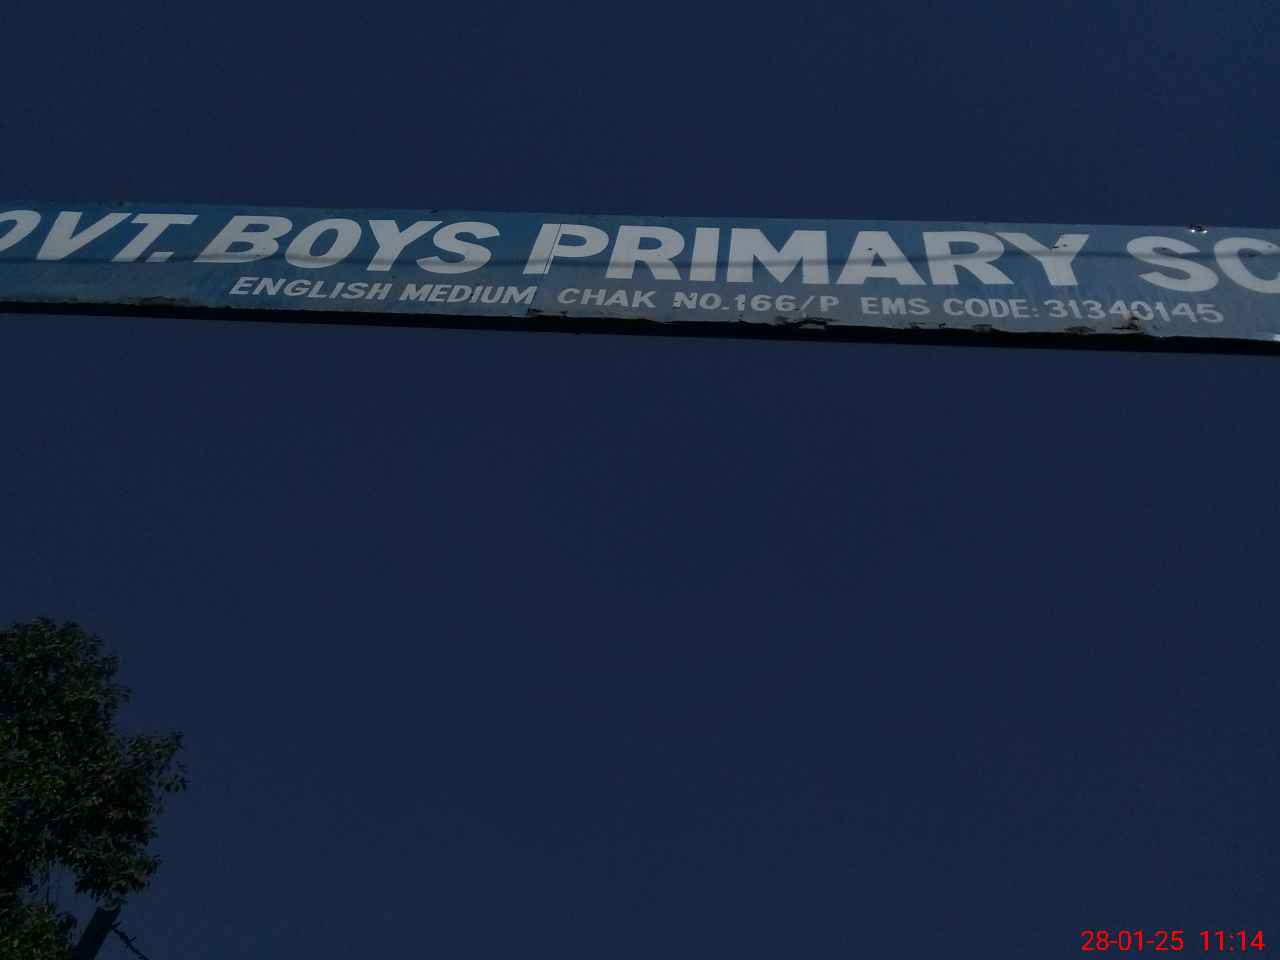 OVT. BOYS PRIMARY SC
ENGLISH MEDIUM CHAK NO.166/P EMS CODE: 31340145
28-01-25 11:14